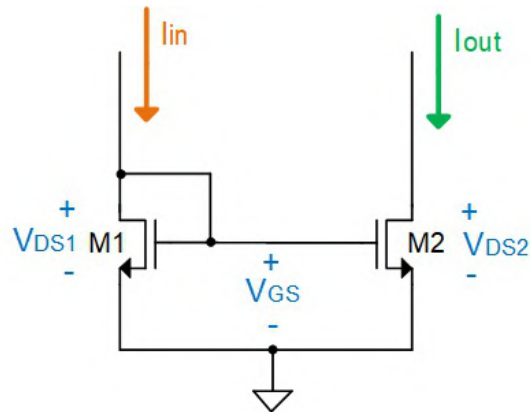 Iin
Iout
+
VDS1
-
M1
+
VGS
-
M2
+
VDS2
-